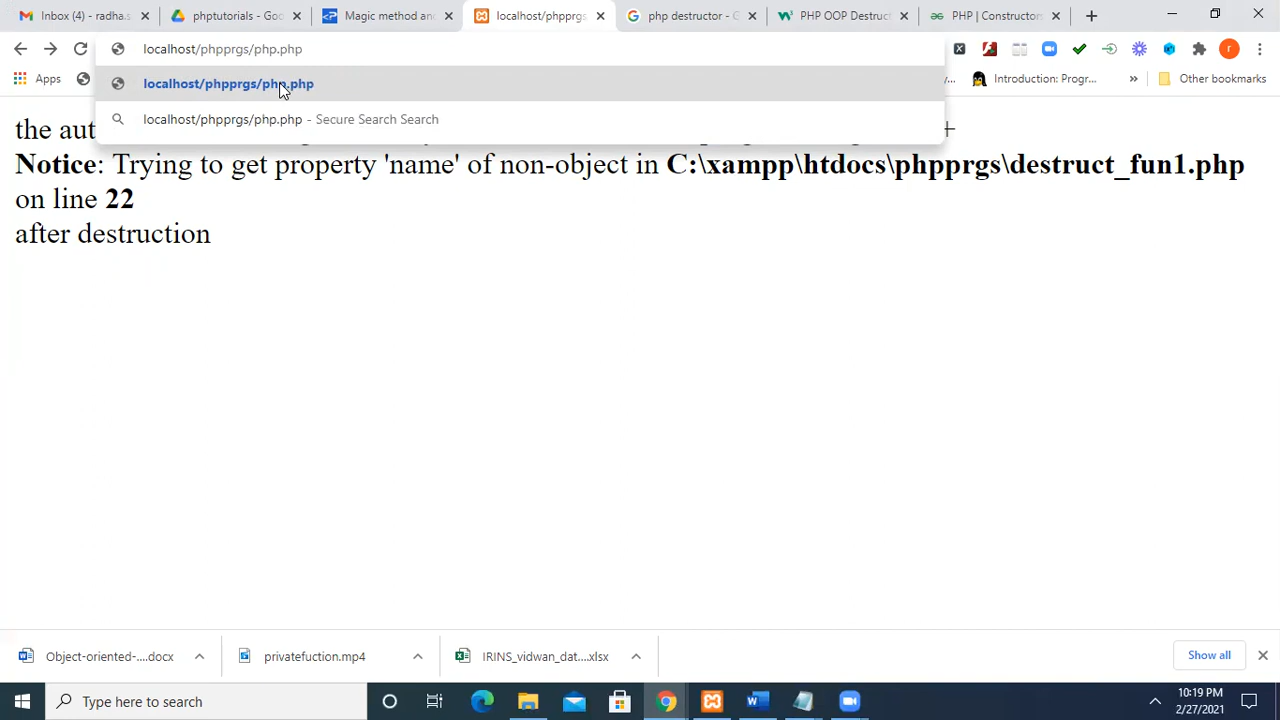 Inbox (4) - radha.s
phptutorials - Goo
Magic method and
localhost/phpprgs
php destructor - G
PHP OOP Destruct
PHP | Constructor
localhost/phpprgs/php.php
Apps
Introduction: Progr...
»
Other bookmarks
localhost/phpprgs/php.php
localhost/phpprgs/php.php - Secure Search Search
the aut
Notice: Trying to get property 'name' of non-object in C:\xampp\htdocs\phpprgs\destruct_fun1.php
on line 22
after destruction
Object-oriented-....docx
privatefuction.mp4
IRINS_vidwan_dat....xlsx
Show all
Type here to search
10:19 PM
2/27/2021